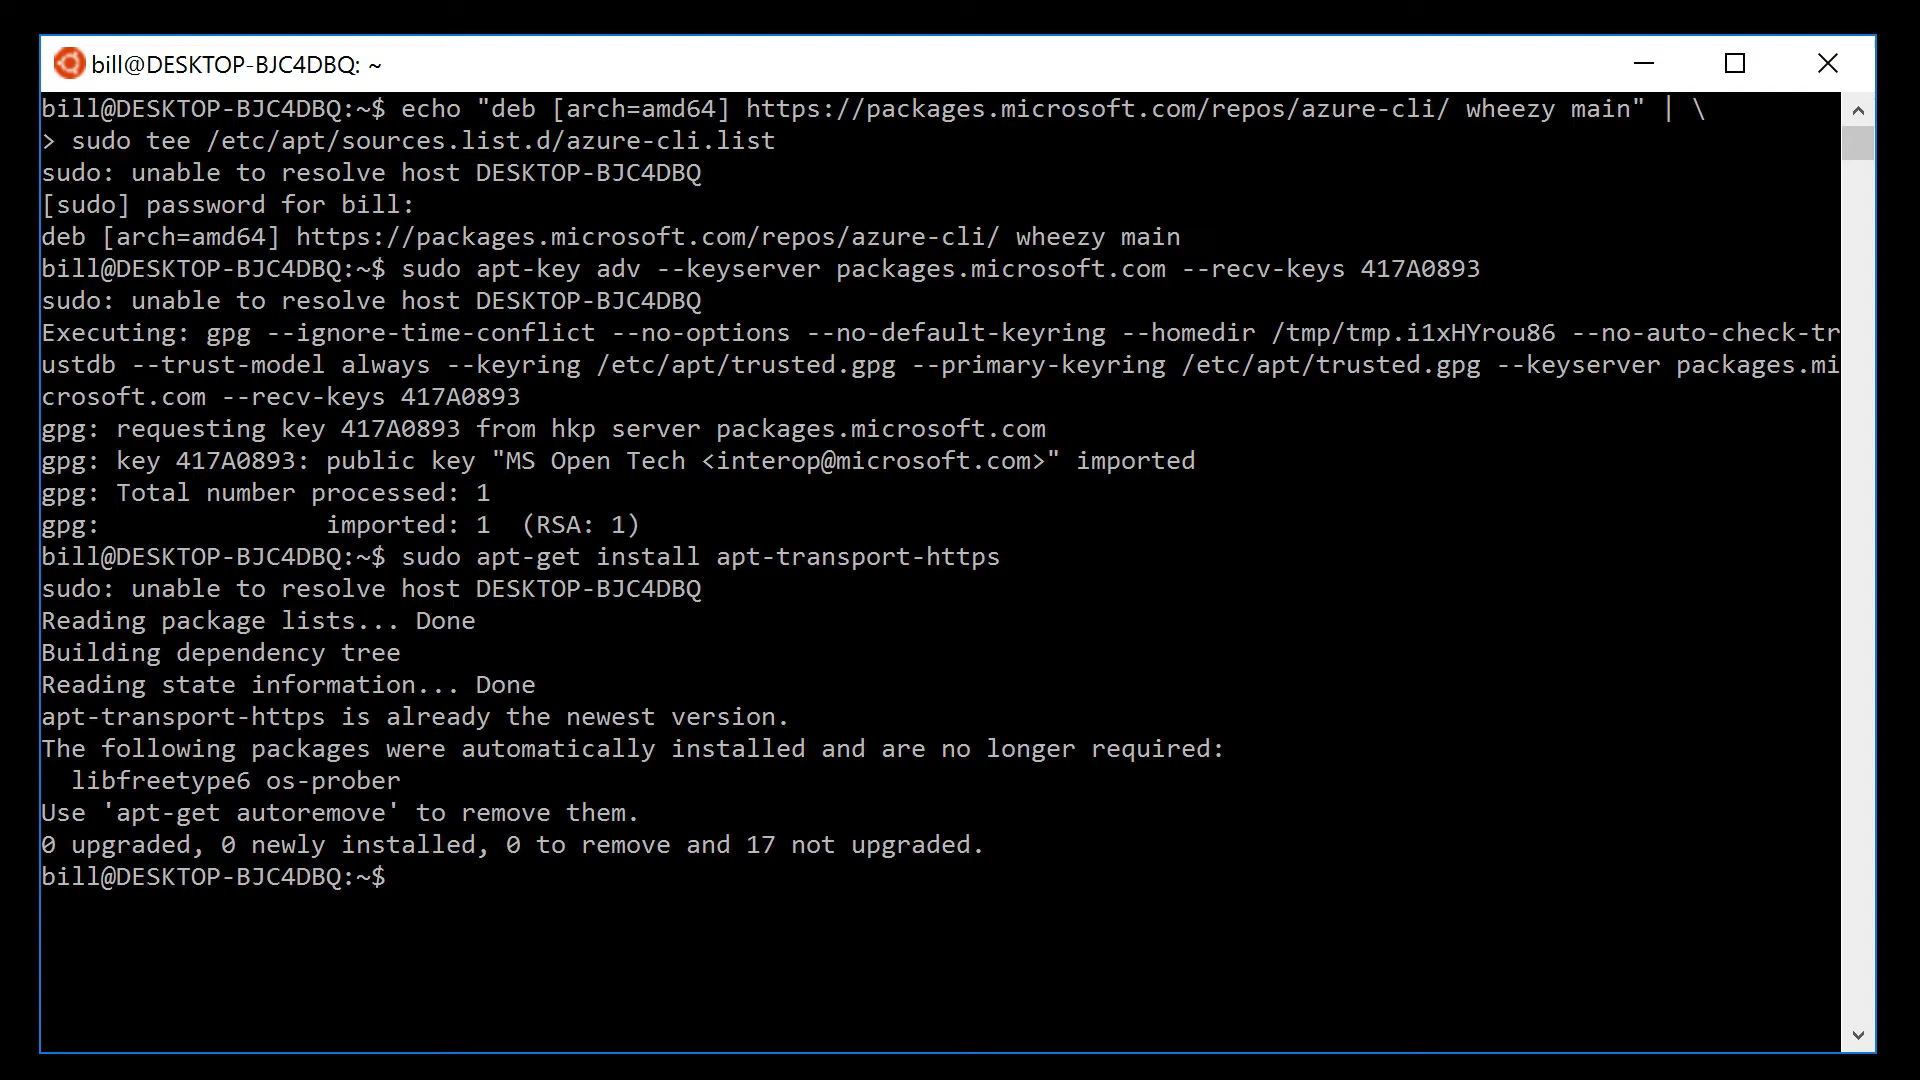 bill@DESKTOP-BJC4DBQ: ~
bill@DESKTOP-BJC4DBQ:~$ echo "deb [arch=amd64] https://packages.microsoft.com/repos/azure-cli/ wheezy main" | \
> sudo tee /etc/apt/sources.list.d/azure-cli.list
sudo: unable to resolve host DESKTOP-BJC4DBQ
[sudo] password for bill:
deb [arch=amd64] https://packages.microsoft.com/repos/azure-cli/ wheezy main
bill@DESKTOP-BJC4DBQ:~$ sudo apt-key adv --keyserver packages.microsoft.com --recv-keys 417A0893
sudo: unable to resolve host DESKTOP-BJC4DBQ
Executing: gpg --ignore-time-conflict --no-options --no-default-keyring --homedir /tmp/tmp.i1xHYrou86 --no-auto-check-tr
ustdb --trust-model always --keyring /etc/apt/trusted.gpg --primary-keyring /etc/apt/trusted.gpg --keyserver packages.mi
crosoft.com --recv-keys 417A0893
gpg: requesting key 417A0893 from hkp server packages.microsoft.com
gpg: key 417A0893: public key "MS Open Tech <interop@microsoft.com>" imported
gpg: Total number processed: 1
gpg:               imported: 1  (RSA: 1)
bill@DESKTOP-BJC4DBQ:~$ sudo apt-get install apt-transport-https
sudo: unable to resolve host DESKTOP-BJC4DBQ
Reading package lists... Done
Building dependency tree
Reading state information... Done
apt-transport-https is already the newest version.
The following packages were automatically installed and are no longer required:
  libfreetype6 os-prober
Use 'apt-get autoremove' to remove them.
0 upgraded, 0 newly installed, 0 to remove and 17 not upgraded.
bill@DESKTOP-BJC4DBQ:~$